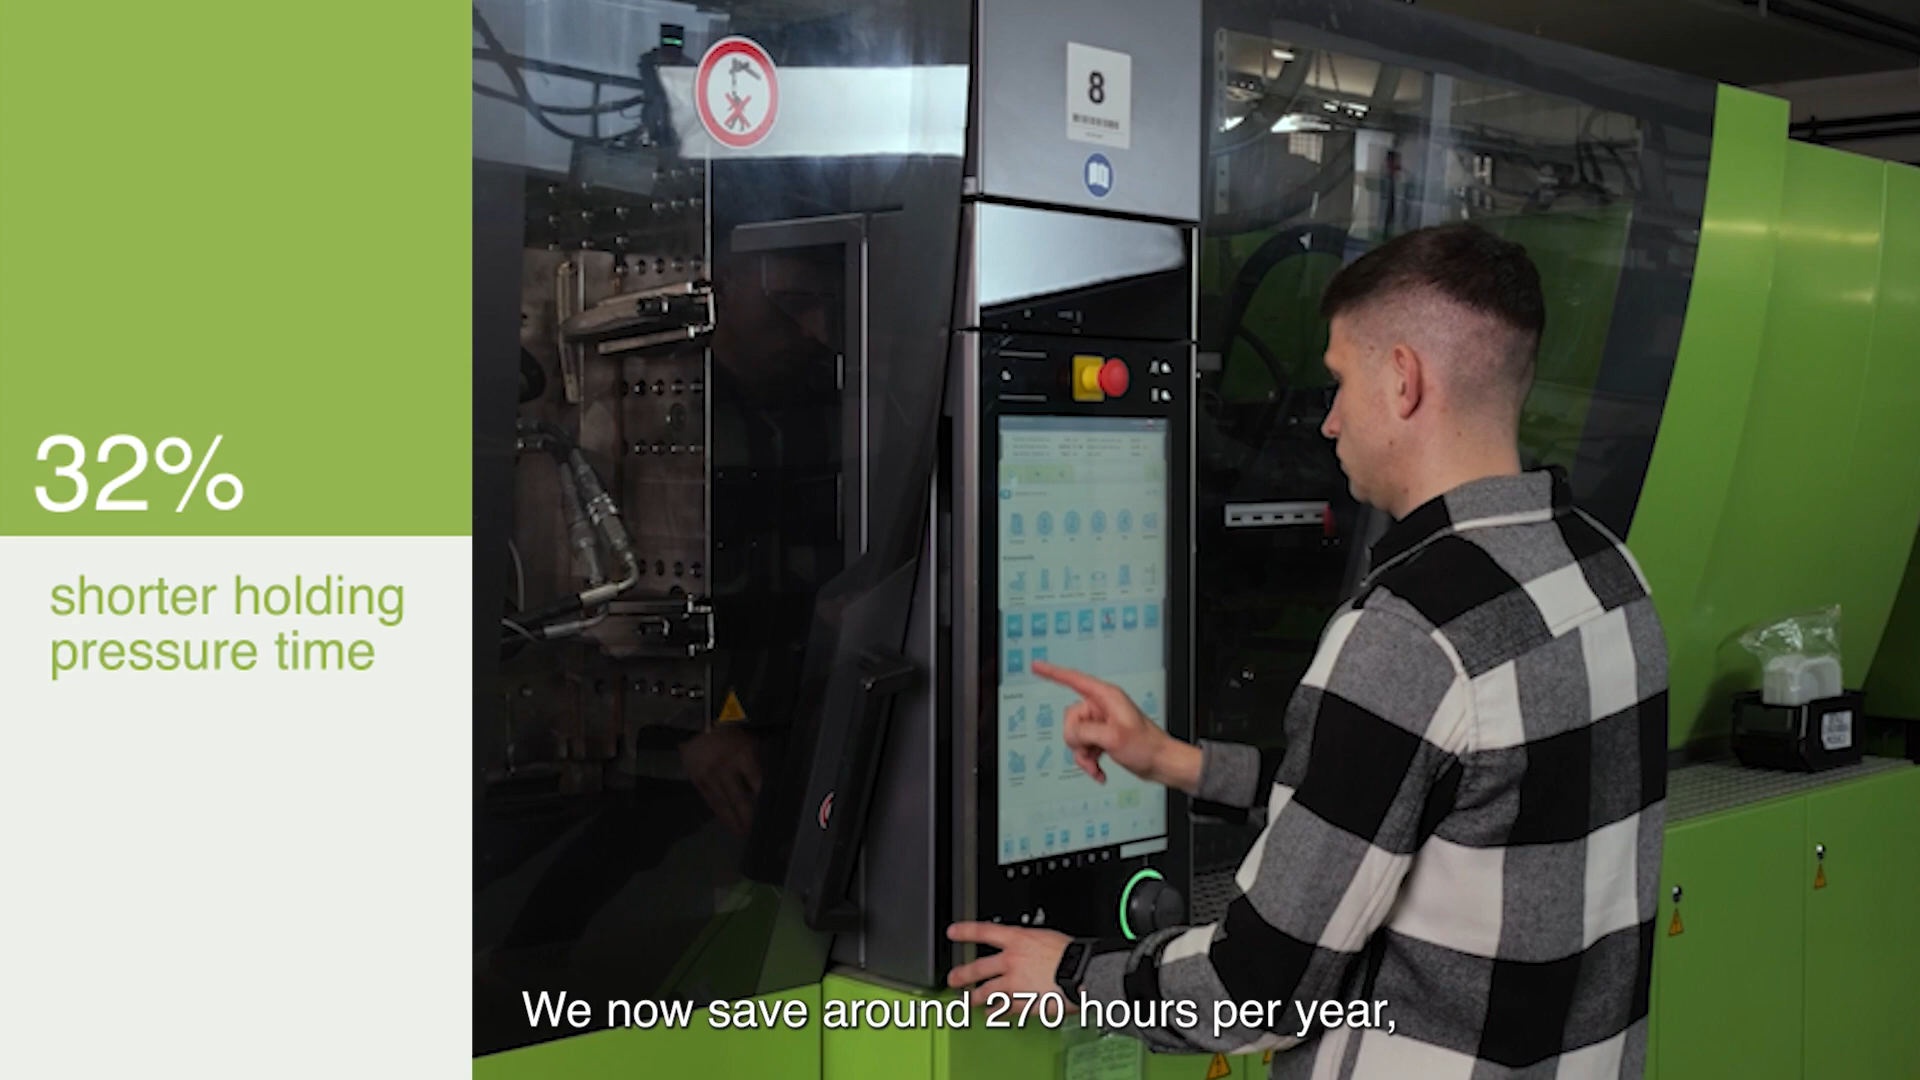 32%
shorter holding
pressure time
8
We now save around 270 hours per year,